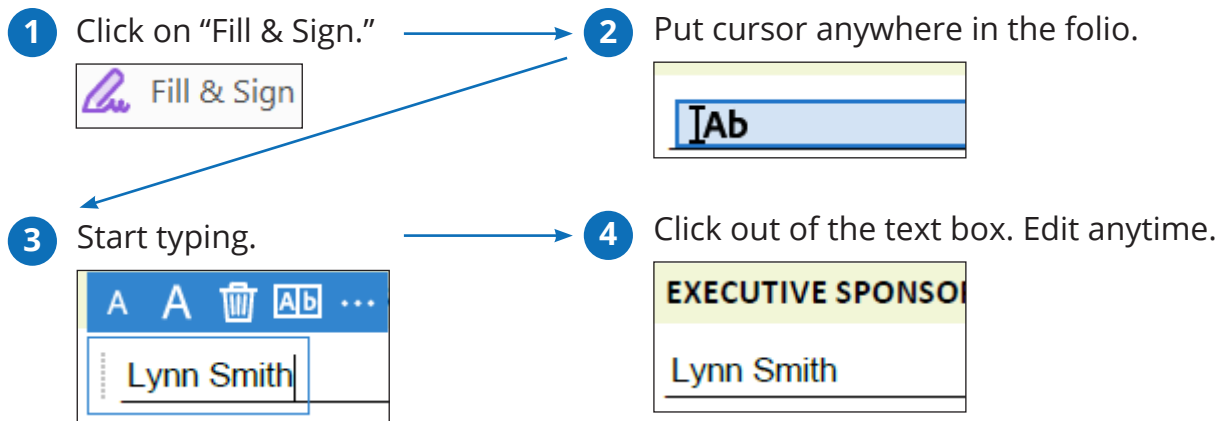 1 Click on “Fill & Sign.”
Fill & Sign
2 Put cursor anywhere in the folio.
Ab
3 Start typing.
A A Ab ...
Lynn Smith
4 Click out of the text box. Edit anytime.
EXECUTIVE SPONSO
Lynn Smith